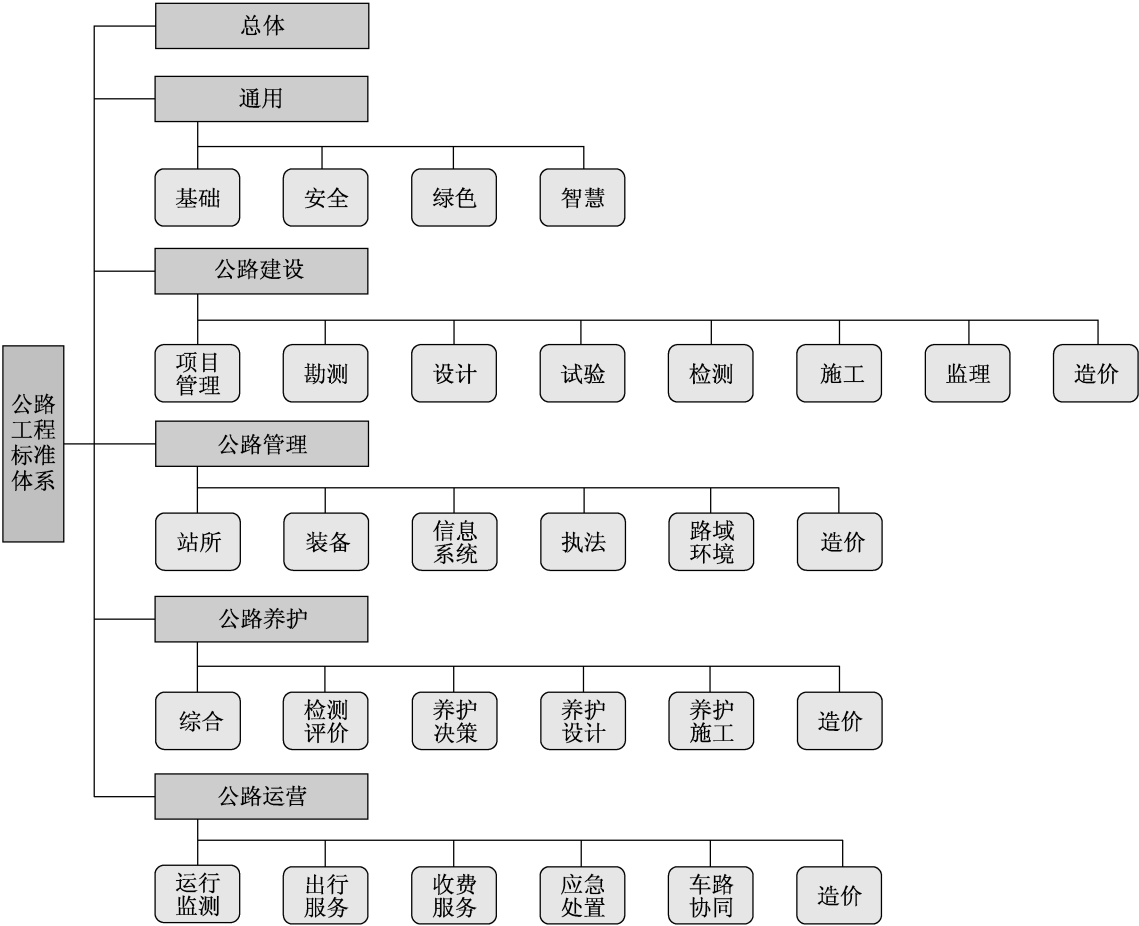 总体
通用
基础
安全
绿色
智慧
公路建设
项目
管理
勘测
设计
试验
检测
施工
监理
造价
公路
工程
标准
体系
公路管理
站所
装备
信息
系统
执法
路域
环境
造价
公路养护
综合
检测
评价
养护
决策
养护
设计
养护
施工
造价
公路运营
运行
监测
出行
服务
收费
服务
应急
处置
车路
协同
造价